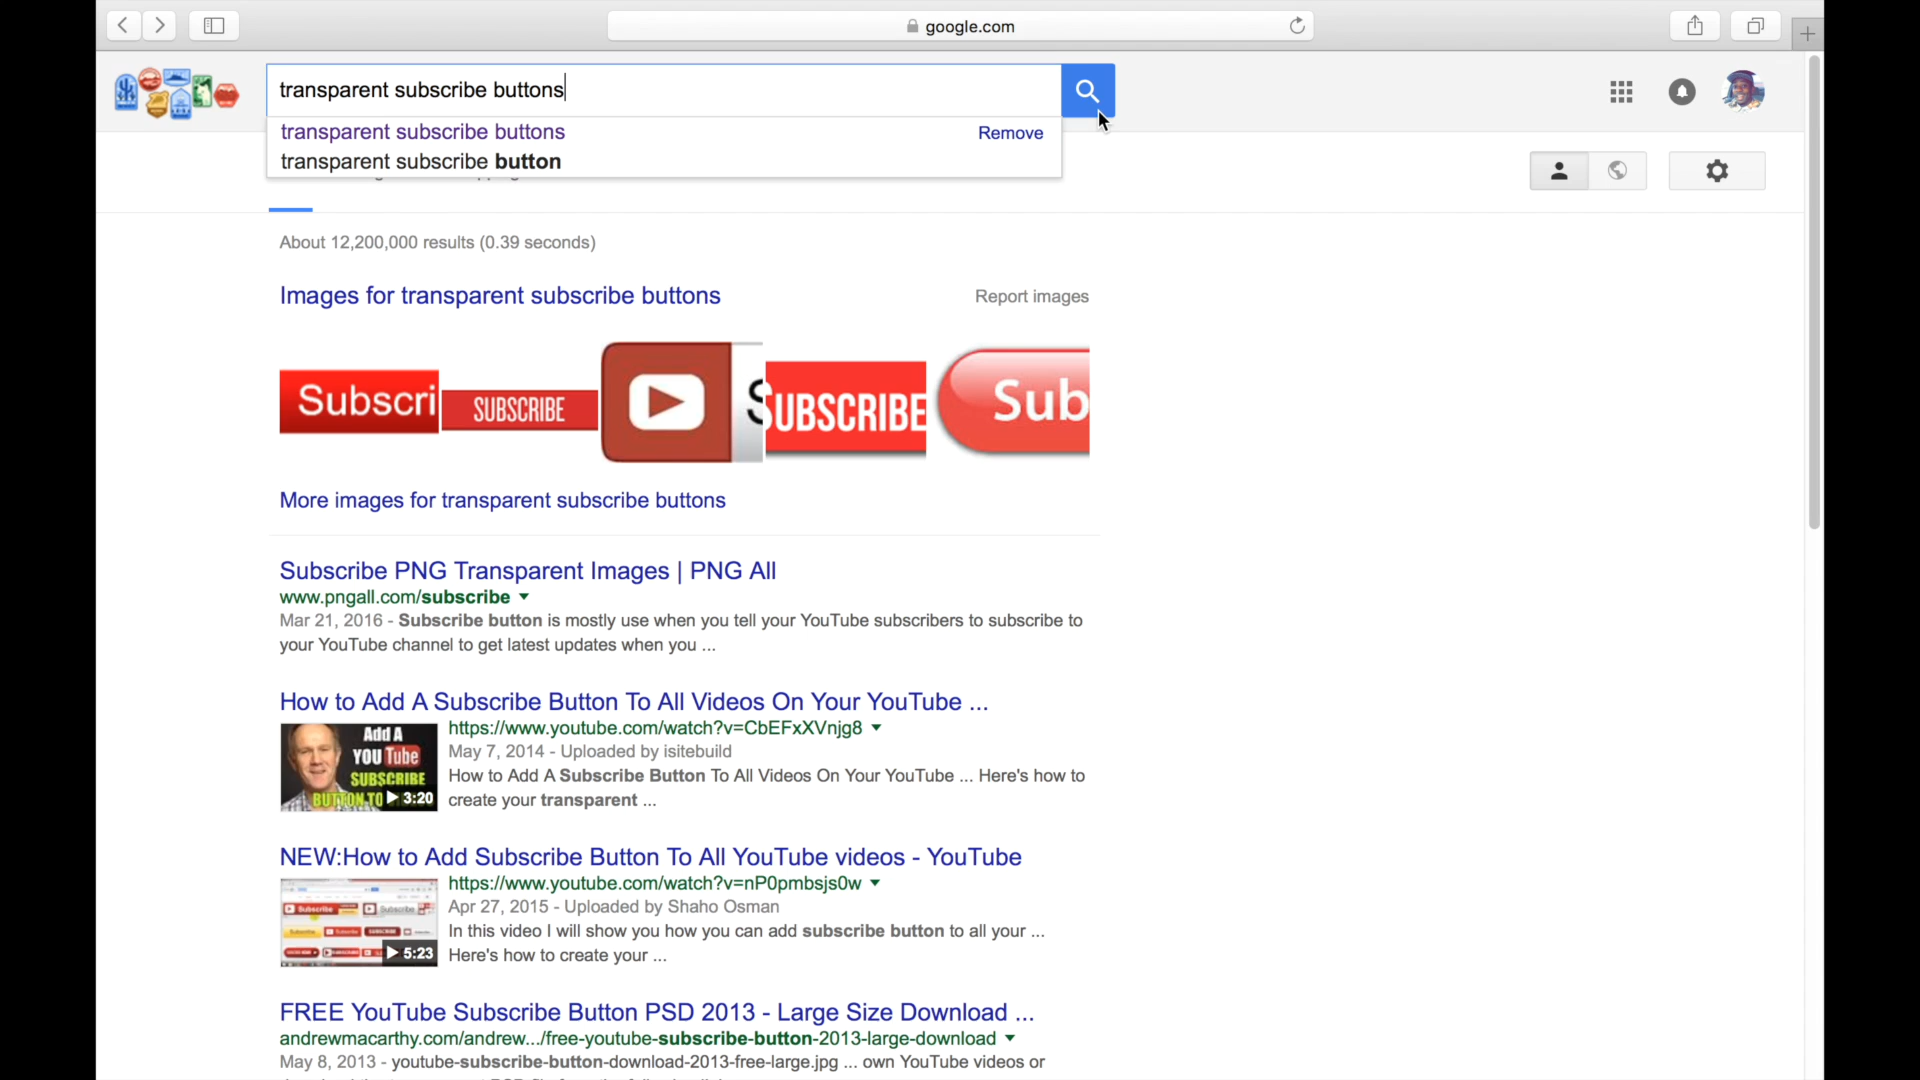 google.com
transparent subscribe buttons
transparent subscribe buttons Remove
transparent subscribe button
About 12,200,000 results (0.39 seconds)
Images for transparent subscribe buttons Report images
Subscri
SUBSCRIBE
S
SUBSCRIBE
Sub
More images for transparent subscribe buttons
Subscribe PNG Transparent Images | PNG All
www.pngall.com/subscribe
Mar 21, 2016 - Subscribe button is mostly use when you tell your YouTube subscribers to subscribe to
your YouTube channel to get latest updates when you ...
How to Add A Subscribe Button To All Videos On Your YouTube ...
Add A
YOU Tube
SUBSCRIBE
BUTTON TO
3:20
https://www.youtube.com/watch?v=CbEFxXVnjg8
May 7, 2014 - Uploaded by isitebuild
How to Add A Subscribe Button To All Videos On Your YouTube ... Here's how to
create your transparent ...
NEW:How to Add Subscribe Button To All YouTube videos - YouTube
Subscribe
Subscribe
5:23
https://www.youtube.com/watch?v=nP0pmbsjs0w
Apr 27, 2015 - Uploaded by Shaho Osman
In this video I will show you how you can add subscribe button to all your ...
Here's how to create your ...
FREE YouTube Subscribe Button PSD 2013 - Large Size Download ...
andrewmacarthy.com/andrew.../free-youtube-subscribe-button-2013-large-download
May 8, 2013 - youtube-subscribe-button-download-2013-free-large.jpg ... own YouTube videos or